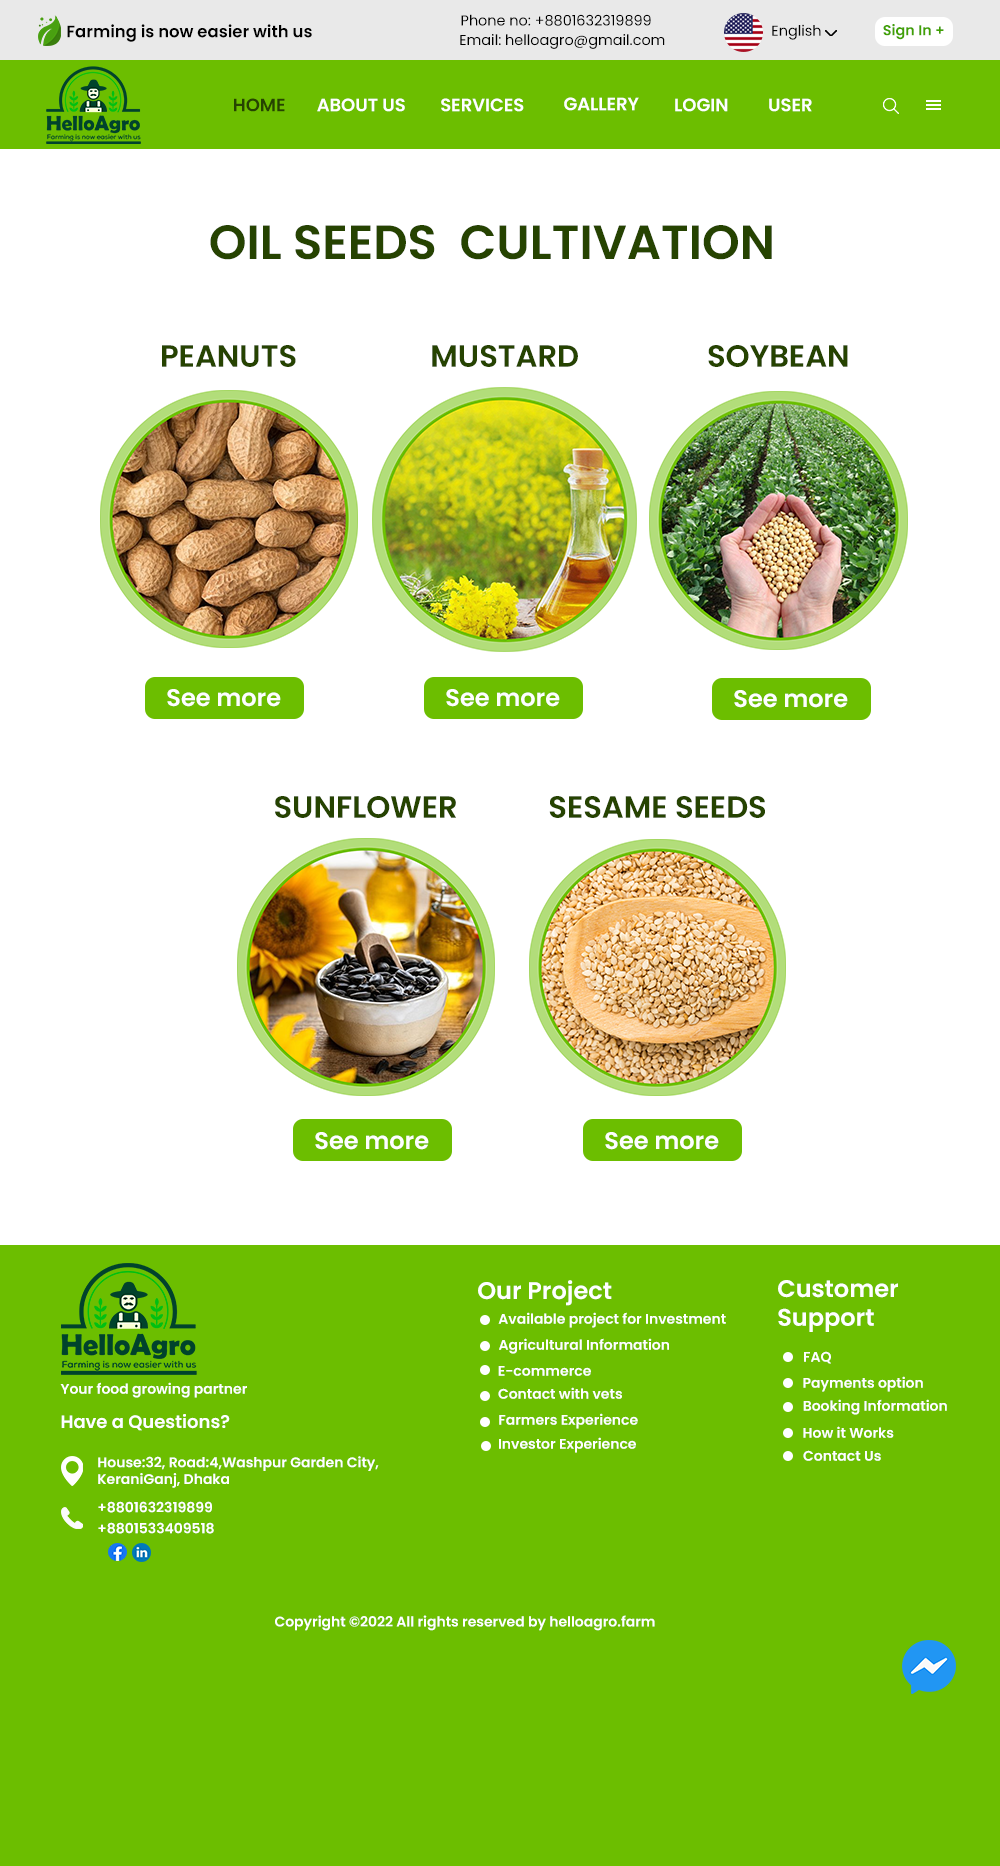 Farming is now easier with us
Phone no: +8801632319899
Email: helloagro@gmail.com
English
Sign In +
HelloAgro
Farming is now easier with us
HOME
ABOUT US
SERVICES
GALLERY
LOGIN
USER
OIL SEEDS CULTIVATION
PEANUTS
MUSTARD
SOYBEAN
See more
See more
See more
SUNFLOWER
SESAME SEEDS
See more
See more
HelloAgro
Farming is now easier with us
Your food growing partner
Have a Questions?
House:32, Road:4,Washpur Garden City,
KeraniGanj, Dhaka
+8801632319899
+8801533409518
f
in
Our Project
Available project for Investment
Agricultural Information
E-commerce
Contact with vets
Farmers Experience
Investor Experience
Customer
Support
FAQ
Payments option
Booking Information
How it Works
Contact Us
Copyright ©2022 All rights reserved by helloagro.farm